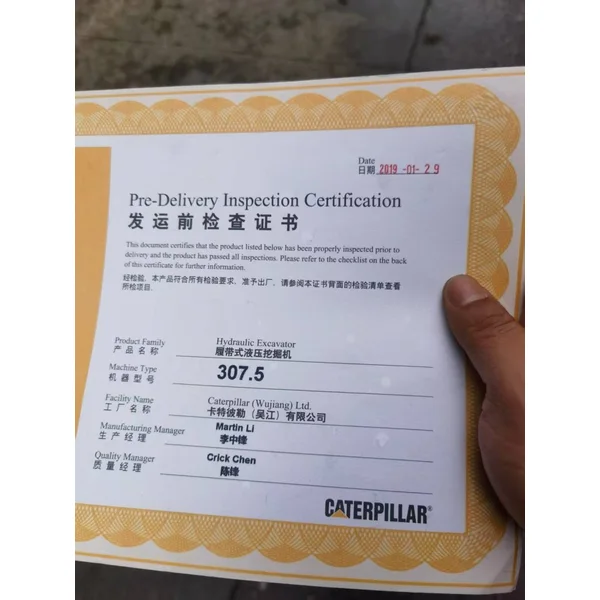 Date
日期 2019 -01- 29
Pre-Delivery Inspection Certification
发运前检查证书
This document certifies that the product listed below has been properly inspected prior to
delivery and the product has passed all inspections. Please refer to the checklist on the back
of this certificate for further information.
经检验，本产品符合所有检验要求，准予出厂，请参阅本证书背面的检验清单查看
所检项目.
Product Family Hydraulic Excavator
产品名称 履带式液压挖掘机
Machine Type
机器型号 307.5
Facility Name Caterpillar (Wujiang) Ltd.
工厂名称 卡特彼勒（吴江）有限公司
Manufacturing Manager Martin Li
生产经理 李中锋
Quality Manager Crick Chen
质量经理 陈锋
CATERPILLAR®